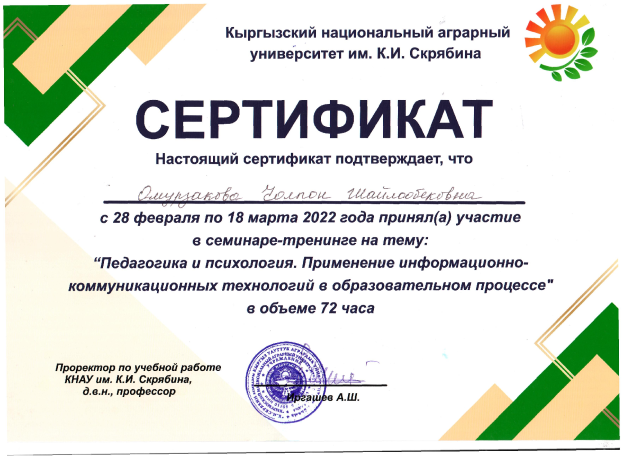 Кыргызский национальный аграрный
университет им. К.И. Скрябина
СЕРТИФИКАТ
Настоящий сертификат подтверждает, что
Омурзакова Чолпон Шайлообековна
с 28 февраля по 18 марта 2022 года принял(а) участие
в семинаре-тренинге на тему:
“Педагогика и психология. Применение информационно-
коммуникационных технологий в образовательном процессе"
в объеме 72 часа
Проректор по учебной работе
КНАУ им. К.И. Скрябина,
д.в.н., профессор
Иргашев А.Ш.